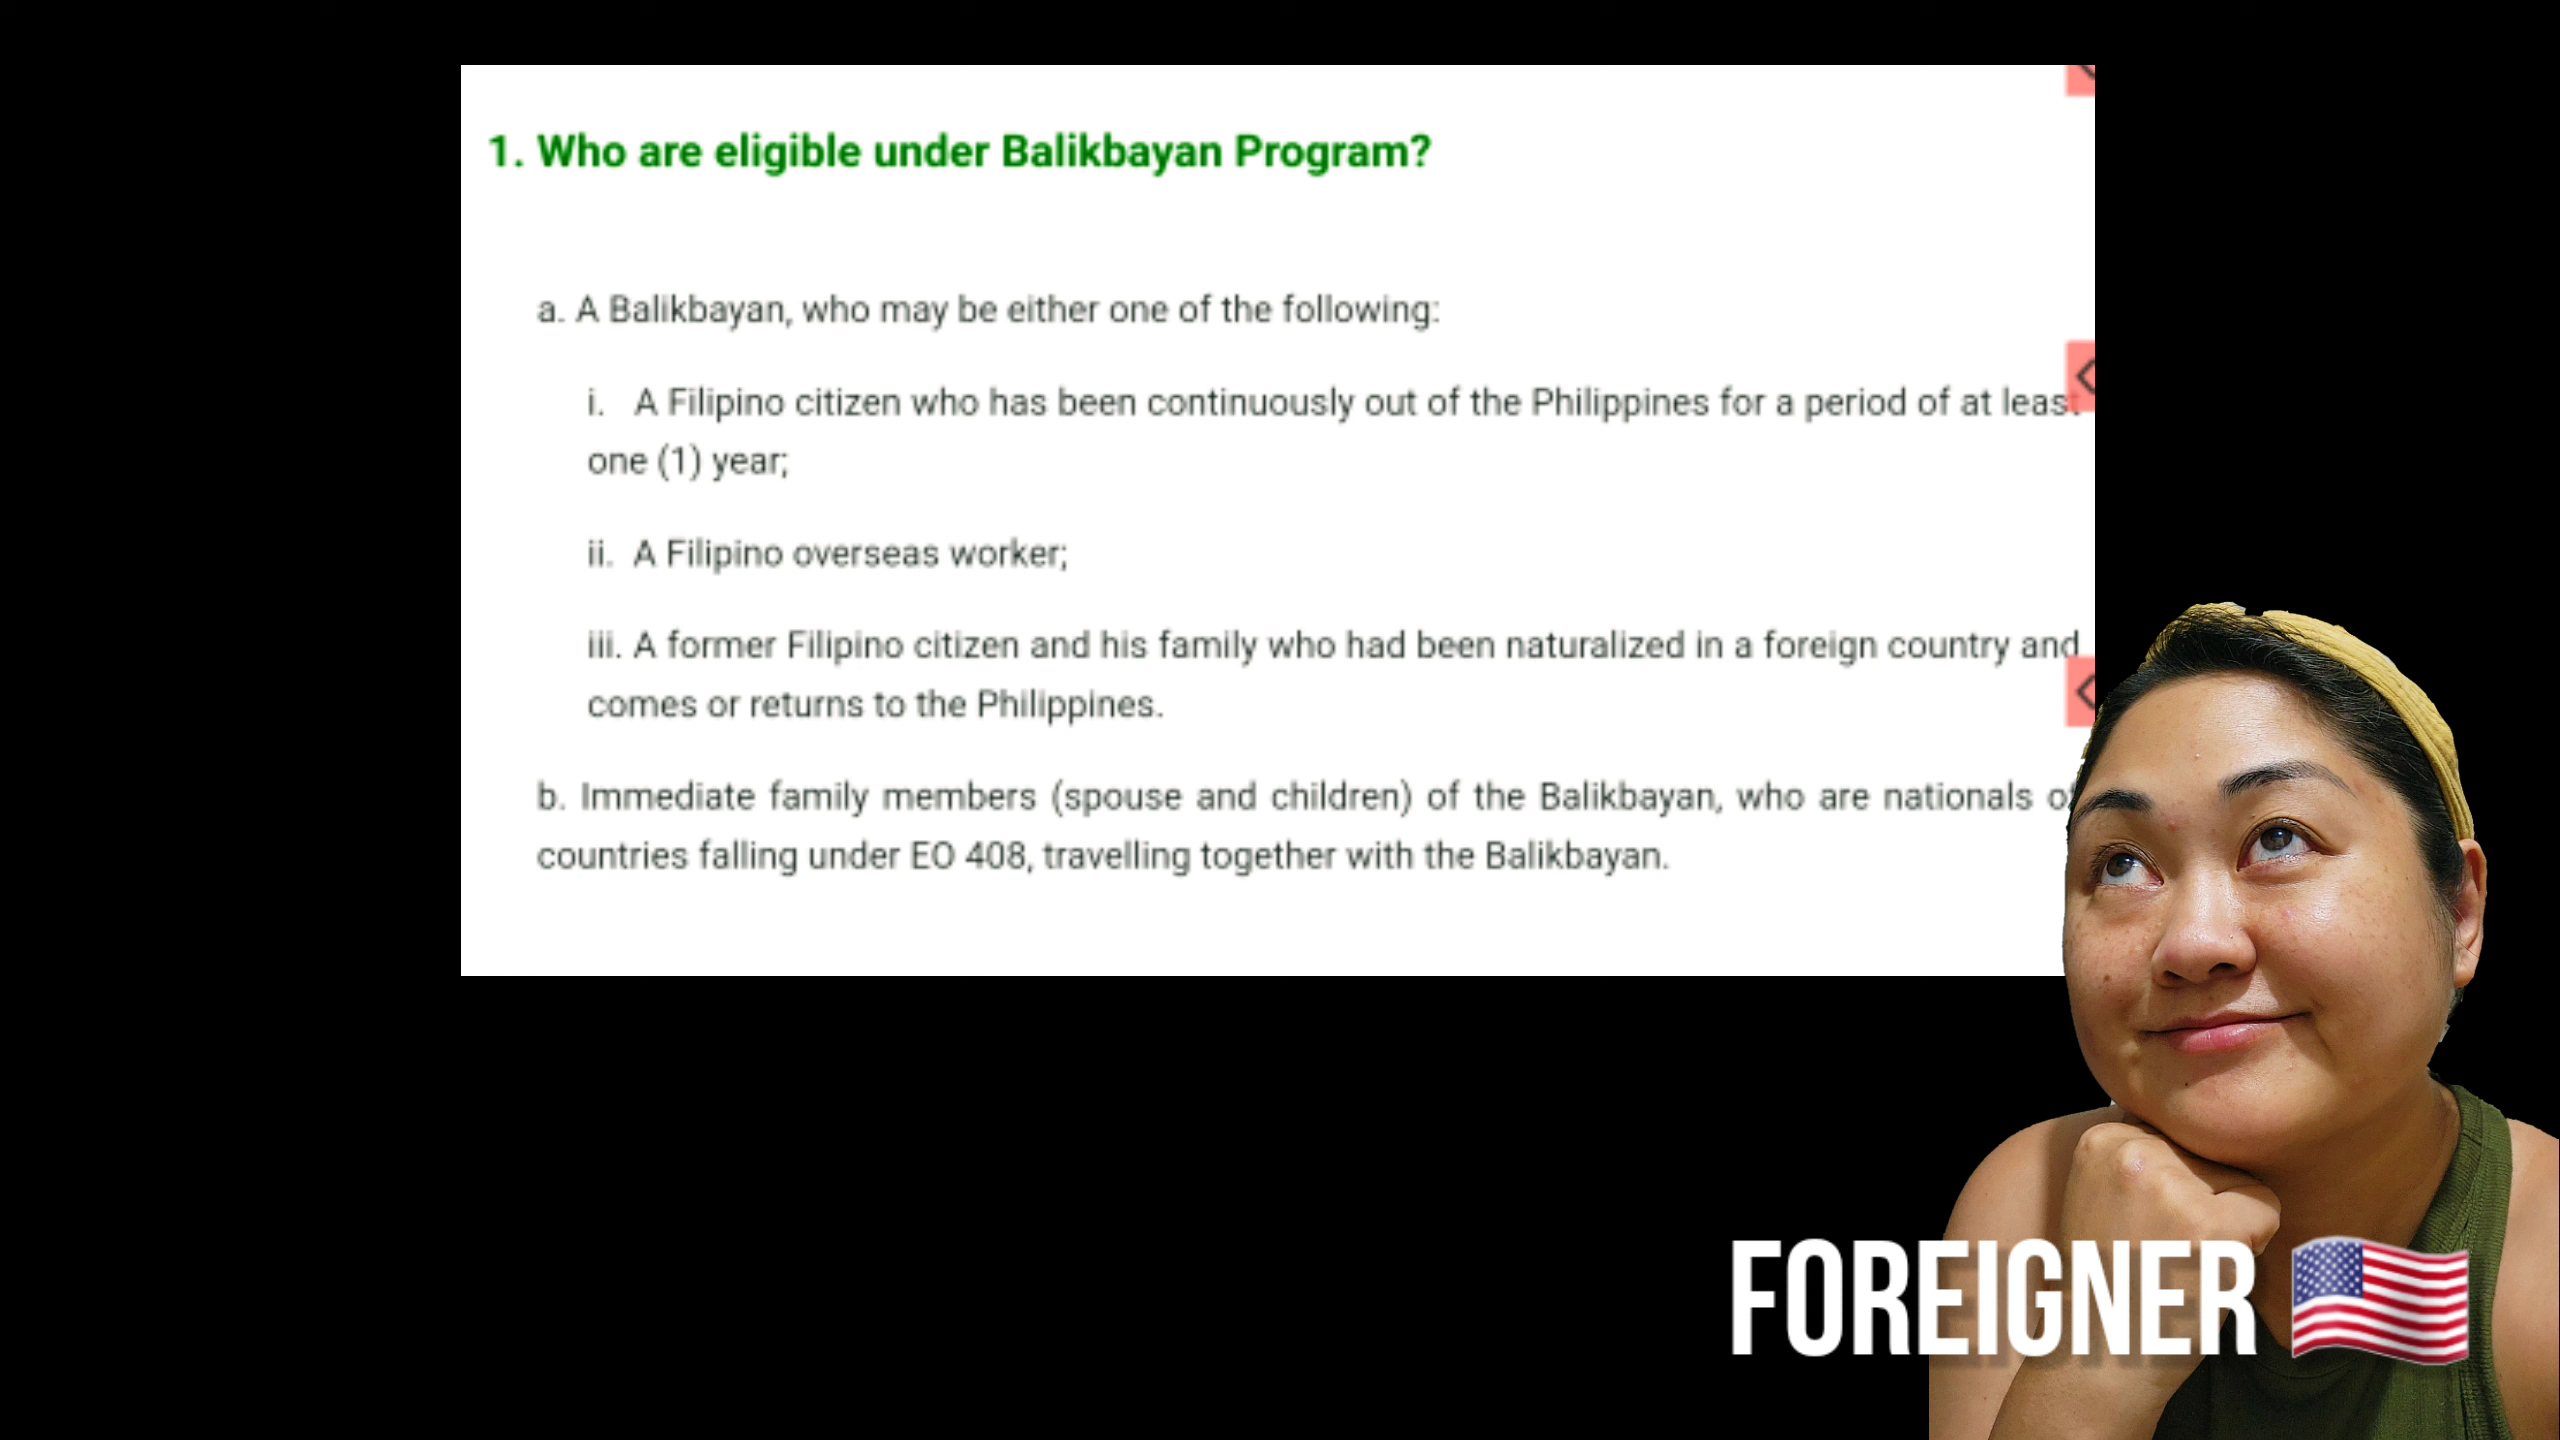 1. Who are eligible under Balikbayan Program?
a. A Balikbayan, who may be either one of the following:
i. A Filipino citizen who has been continuously out of the Philippines for a period of at least
one (1) year;
ii. A Filipino overseas worker;
iii. A former Filipino citizen and his family who had been naturalized in a foreign country and
comes or returns to the Philippines.
b. Immediate family members (spouse and children) of the Balikbayan, who are nationals of
countries falling under EO 408, travelling together with the Balikbayan.
FOREIGNER